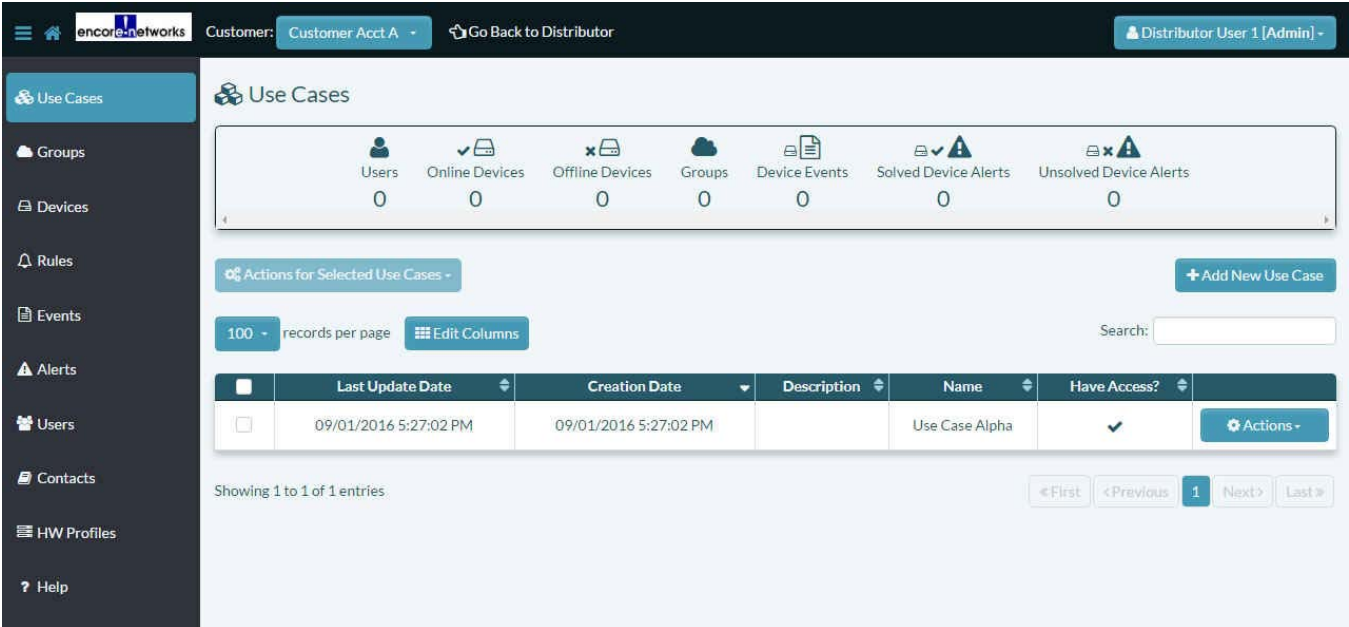 encore networks Customer: Customer Acct A Go Back to Distributor Distributor User 1 [Admin]
Use Cases
Groups
Devices
Rules
Events
Alerts
Users
Contacts
HW Profiles
? Help
Use Cases
Users Online Devices Offline Devices Groups Device Events Solved Device Alerts Unsolved Device Alerts
0 0 0 0 0 0 0
Actions for Selected Use Cases + Add New Use Case
100 records per page Edit Columns Search:
Last Update Date Creation Date Description Name Have Access?
09/01/2016 5:27:02 PM 09/01/2016 5:27:02 PM Use Case Alpha Actions
Showing 1 to 1 of 1 entries «First <Previous 1 Next> Last»